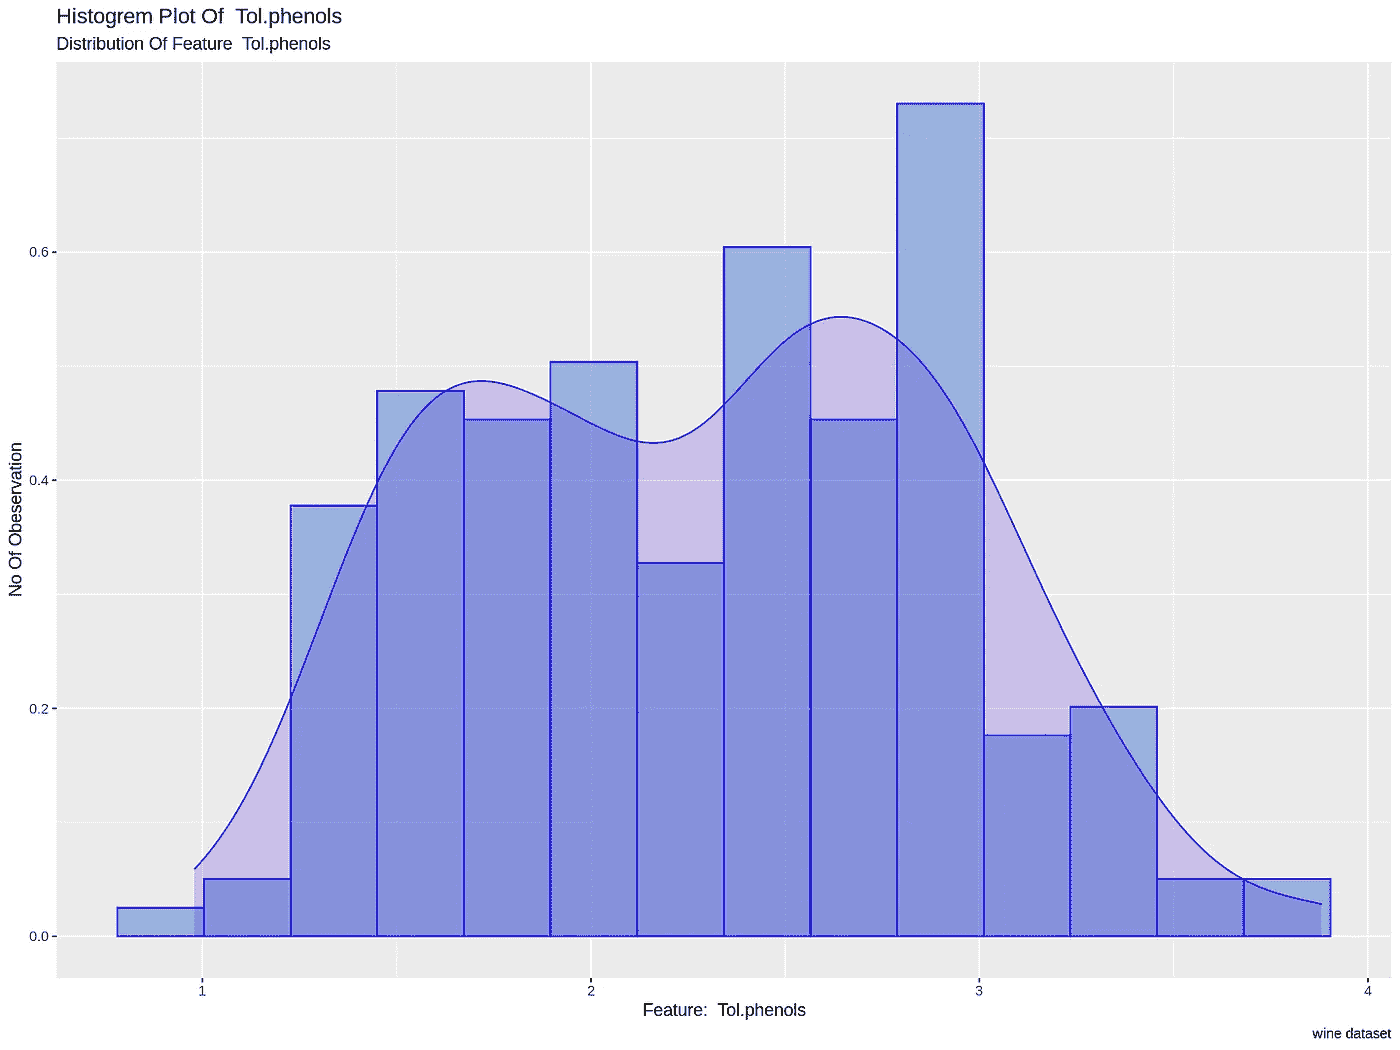 Histogrem Plot Of  Tol.phenols
Distribution Of Feature  Tol.phenols
No Of Obeservation
0.6
0.4
0.2
0.0
1 2 3 4
Feature:  Tol.phenols
wine dataset